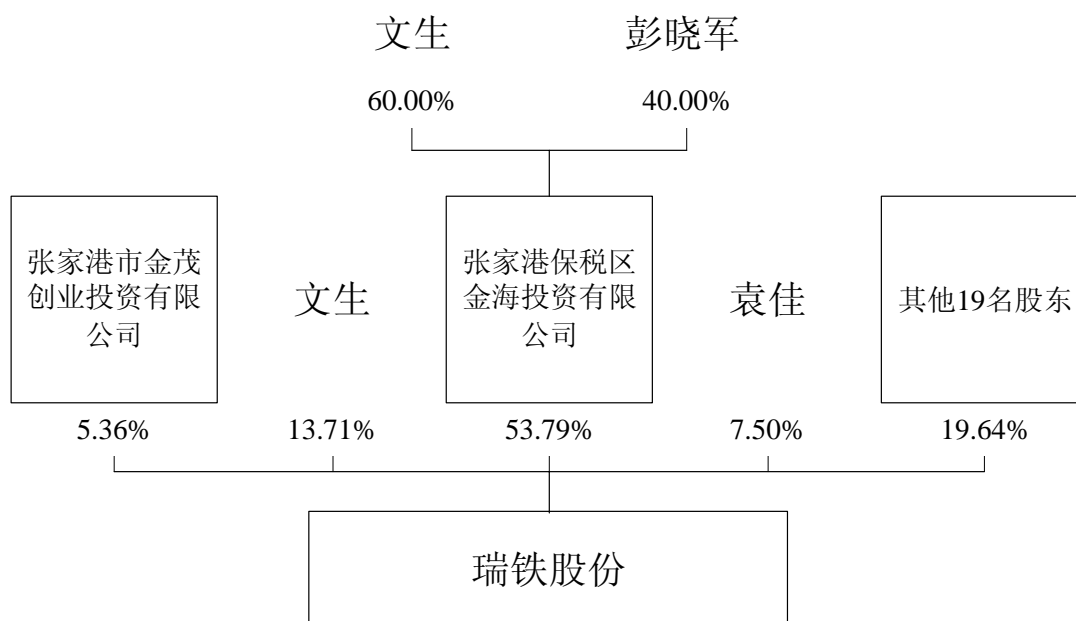 文生
彭晓军
60.00%
40.00%
张家港市金茂
创业投资有限
公司
文生
张家港保税区
金海投资有限
公司
袁佳
其他19名股东
5.36%
13.71%
53.79%
7.50%
19.64%
瑞铁股份